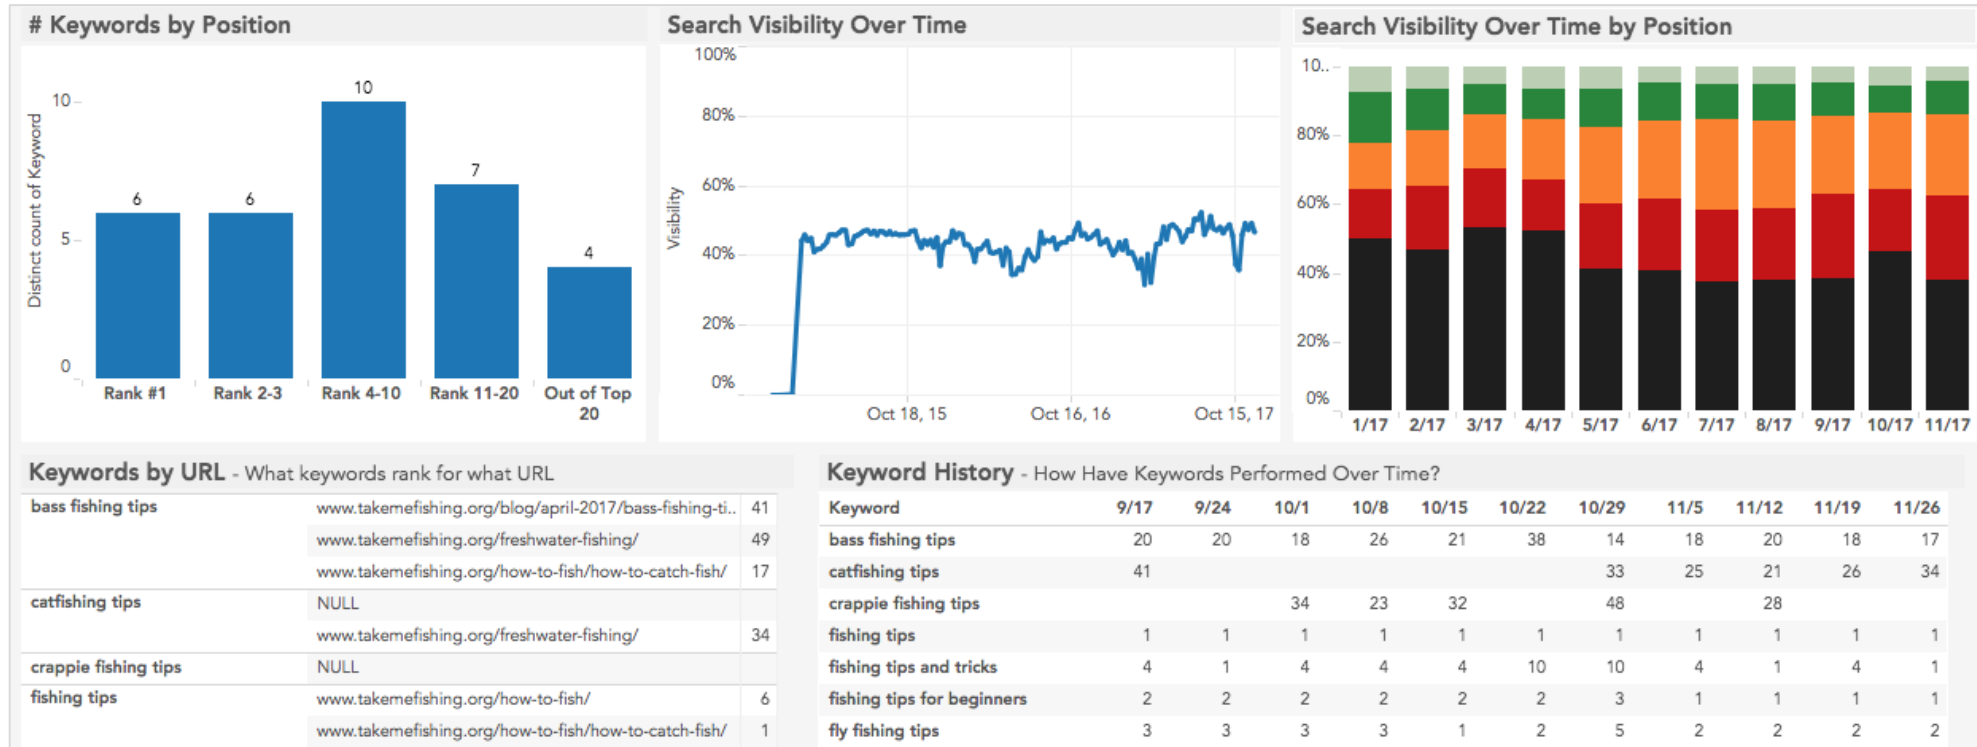 # Keywords by Position
Distinct count of Keyword
10
5
0
6
6
10
7
4
Rank #1
Rank 2-3
Rank 4-10
Rank 11-20
Out of Top
20
Search Visibility Over Time
Visibility
100%
80%
60%
40%
20%
0%
Oct 18, 15
Oct 16, 16
Oct 15, 17
Search Visibility Over Time by Position
10..
80%
60%
40%
20%
0%
1/17 2/17 3/17 4/17 5/17 6/17 7/17 8/17 9/17 10/17 11/17
Keywords by URL - What keywords rank for what URL
bass fishing tips www.takemefishing.org/blog/april-2017/bass-fishing-ti.. 41
www.takemefishing.org/freshwater-fishing/ 49
www.takemefishing.org/how-to-fish/how-to-catch-fish/ 17
catfishing tips NULL
www.takemefishing.org/freshwater-fishing/ 34
crappie fishing tips NULL
fishing tips www.takemefishing.org/how-to-fish/ 6
www.takemefishing.org/how-to-fish/how-to-catch-fish/ 1
Keyword History - How Have Keywords Performed Over Time?
Keyword 9/17 9/24 10/1 10/8 10/15 10/22 10/29 11/5 11/12 11/19 11/26
bass fishing tips 20 20 18 26 21 38 14 18 20 18 17
catfishing tips 41 33 25 21 26 34
crappie fishing tips 34 23 32 48 28
fishing tips 1 1 1 1 1 1 1 1 1 1 1
fishing tips and tricks 4 1 4 4 4 10 10 4 1 4 1
fishing tips for beginners 2 2 2 2 2 2 3 1 1 1 1
fly fishing tips 3 3 3 3 1 2 5 2 2 2 2